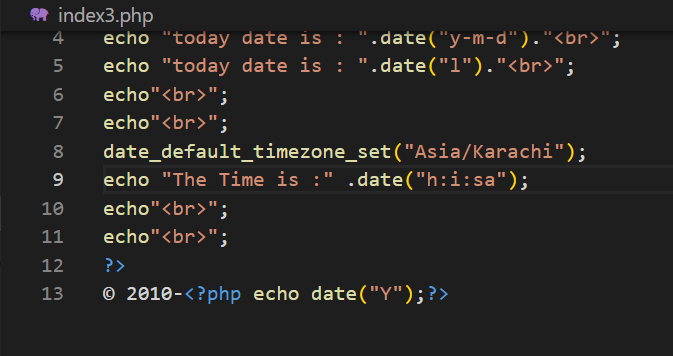 index3.php
4 echo "today date is : ".date("y-m-d")."<br>";
5 echo "today date is : ".date("l")."<br>";
6 echo"<br>";
7 echo"<br>";
8 date_default_timezone_set("Asia/Karachi");
9 echo "The Time is :" .date("h:i:sa");
10 echo"<br>";
11 echo"<br>";
12 ?>
13 © 2010-<?php echo date("Y");?>